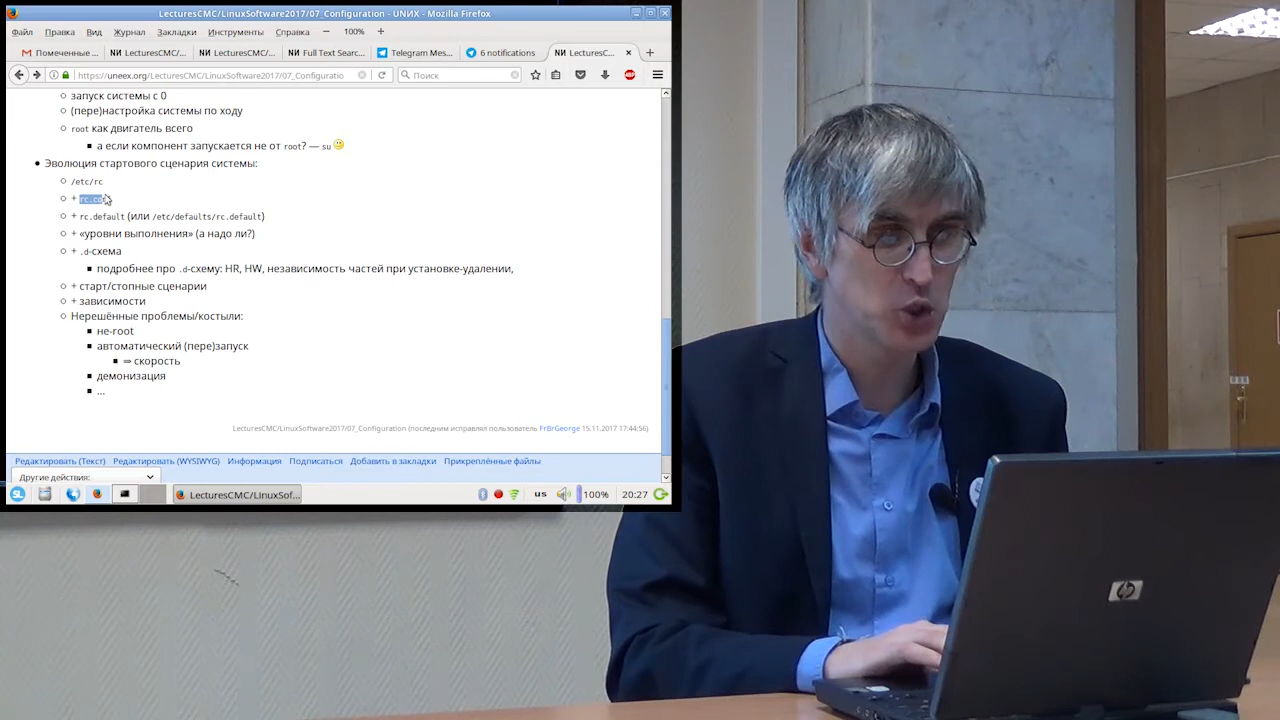 LecturesCMC/LinuxSoftware2017/07_Configuration - UNИX - Mozilla Firefox
Файл Правка Вид Журнал Закладки Инструменты Справка − 100% +
Помеченные ... LecturesCMC/... LecturesCMC/... Full Text Sear... Telegram Mes... 6 notifications LecturesC...
https://uneex.org/LecturesCMC/LinuxSoftware2017/07_Configuratio Поиск
запуск системы с 0
(пере)настройка системы по ходу
root как двигатель всего
а если компонент запускается не от root? — su
Эволюция стартового сценария системы:
/etc/rc
+ rc.co
+ rc.default (или /etc/defaults/rc.default)
+ «уровни выполнения» (а надо ли?)
+ .d-схема
подробнее про .d-схему: HR, HW, независимость частей при установке-удалении,
+ старт/стопные сценарии
+ зависимости
Нерешённые проблемы/костыли:
не-root
автоматический (пере)запуск
⇒ скорость
демонизация
...
LecturesCMC/LinuxSoftware2017/07_Configuration (последним исправлял пользователь FrBrGeorge 15.11.2017 17:44:56)
Редактировать (Текст) Редактировать (WYSIWYG) Информация Подписаться Добавить в закладки Прикреплённые файлы
Другие действия:
LecturesCMC/LinuxSof... us 100% 20:27
hp